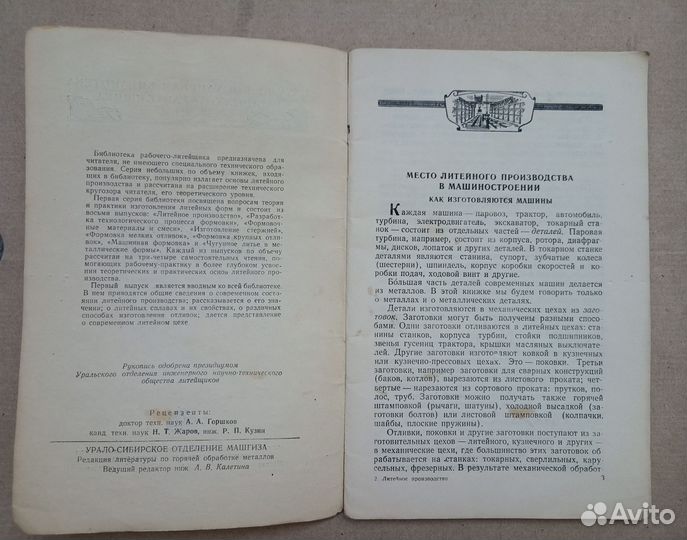 Библиотека рабочего-литейщика предназначена для
читателя, не имеющего специального технического обра-
зования. Серия небольших по объему книжек, входя-
щих в библиотеку, популярно излагает основы литейного
производства и рассчитана на расширение технического
кругозора читателя, его теоретического уровня.
Первая серия библиотеки посвящена вопросам теории
и практики изготовления литейных форм и состоит из
восьми выпусков: «Литейное производство», «Разработ-
ка технологического процесса формовки», «Формовоч-
ные материалы и смеси», «Изготовление стержней»,
«Формовка мелких отливок», «Формовка крупных отли-
вок», «Машинная формовка» и «Чугунное литье в ме-
таллические формы». Каждый из выпусков по объему
рассчитан на три-четыре самостоятельных чтения, по-
могающих рабочему-практику в более глубоком усвое-
нии теоретических и практических основ литейного про-
изводства.
Первый выпуск является вводным ко всей библиотеке.
В нем приводятся общие сведения о современном состоя-
нии литейного производства; рассказывается о его зна-
чении; о литейных сплавах и их свойствах, о различных
способах изготовления отливок; дается представление
о современном литейном цехе.
Рукопись одобрена президиумом
Уральского отделения инженерного научно-технического
общества литейщиков
Рецензенты:
доктор техн. наук А. А. Горшков
канд. техн. наук Н. Т. Жаров, инж. Р. П. Кузин
УРАЛО-СИБИРСКОЕ ОТДЕЛЕНИЕ МАШГИЗА
Редакция литературы по горячей обработке металлов
Ведущий редактор инж. Л. В. Калетина
МЕСТО ЛИТЕЙНОГО ПРОИЗВОДСТВА
В МАШИНОСТРОЕНИИ
КАК ИЗГОТОВЛЯЮТСЯ МАШИНЫ
Каждая машина — паровоз, трактор, автомобиль,
турбина, электродвигатель, экскаватор, токарный ста-
нок — состоит из отдельных частей — деталей. Паровая
турбина, например, состоит из корпуса, ротора, диафраг-
мы, дисков, лопаток и других деталей. В токарном станке
деталями являются станина, супорт, зубчатые колеса
(шестерни), шпиндель, корпус коробки скоростей и ко-
робки подач, ходовой винт и другие.
Бо́льшая часть деталей современных машин делается
из металлов. В этой книжке мы будем говорить только
о металлах и о металлических деталях.
Детали изготовляются в механических цехах из заго-
товок. Заготовки могут быть получены разными спосо-
бами. Одни заготовки отливаются в литейных цехах: ста-
нины станков, корпуса турбин, стойки подшипников,
звенья гусениц трактора, крышки масляных выключате-
лей. Другие заготовки изготовляют ковкой в кузнечных
или кузнечно-прессовых цехах. Это — поковки. Третьи
заготовки, например заготовки для сварных конструкций
(баков, котлов), вырезаются из листового проката; чет-
вертые — нарезаются из сортового проката: прутков, по-
лос, труб. Заготовки можно получать также горячей
штамповкой (рычаги, шатуны), холодной высадкой (за-
готовки болтов) или листовой штамповкой (колпачки,
шайбы, плоские пружины).
Отливки, поковки и другие заготовки поступают из за-
готовительных цехов — литейного, кузнечного и других —
в механические цехи, где большинство этих заготовок об-
рабатывается на станках: токарных, сверлильных, кару-
сельных, фрезерных. В результате механической обработ-
2 Литейное производство
Avito